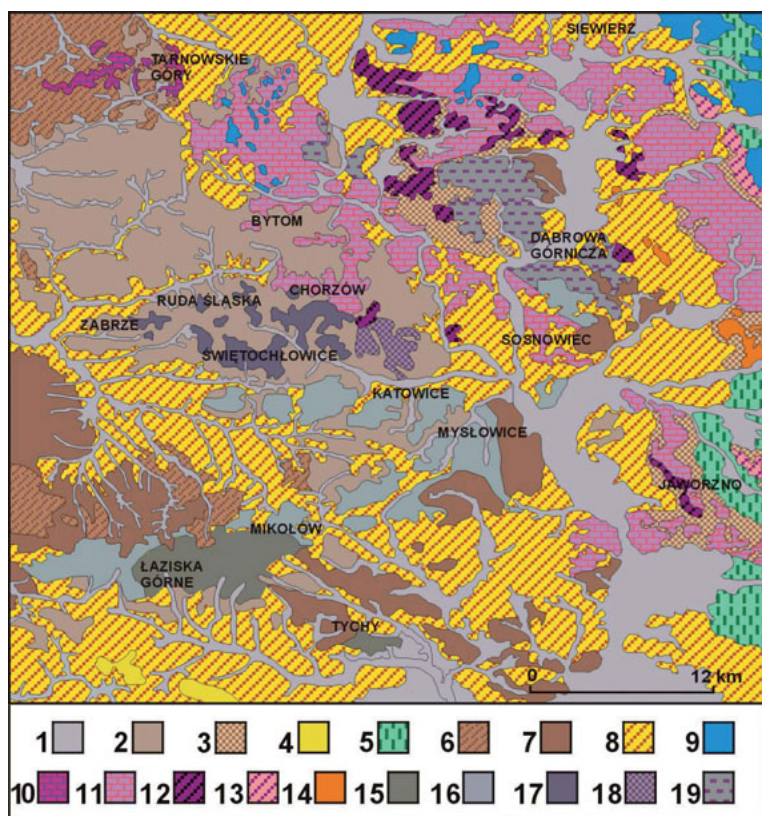 SIEWIERZ
TARNOWSKIE
GÓRY
BYTOM
DĄBROWA
GÓRNICZA
CHORZÓW
RUDA ŚLĄSKA
ZABRZE
SOSNOWIEC
ŚWIĘTOCHŁOWICE
KATOWICE
MYSŁOWICE
JAWORZNO
MIKOŁÓW
ŁAZISKA
GÓRNE
TYCHY
0 12 km
1 2 3 4 5 6 7 8 9
10 11 12 13 14 15 16 17 18 19